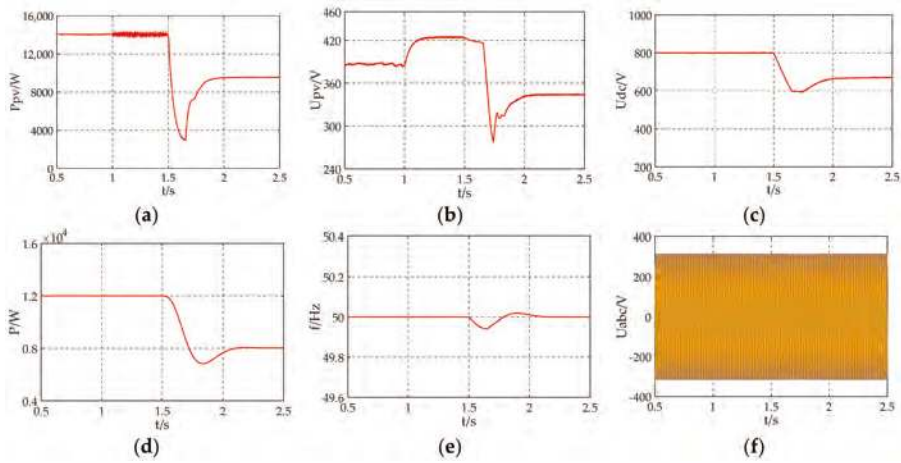 16,000
14,000
Ppv/W
8000
4000
0
0.5 1 1.5 2 2.5
t/s
(a)
420
Upv/V
360
300
240
0.5 1 1.5 2 2.5
t/s
(b)
1000
800
Udc/V
600
400
200
0.5 1 1.5 2 2.5
t/s
(c)
×10⁴
1.6
1.2
P/W
0.8
0.4
0.5 1 1.5 2 2.5
t/s
(d)
50.4
50.2
f/Hz
50
49.8
49.6
0.5 1 1.5 2 2.5
t/s
(e)
400
200
Uabc/V
0
-200
-400
0.5 1 1.5 2 2.5
t/s
(f)